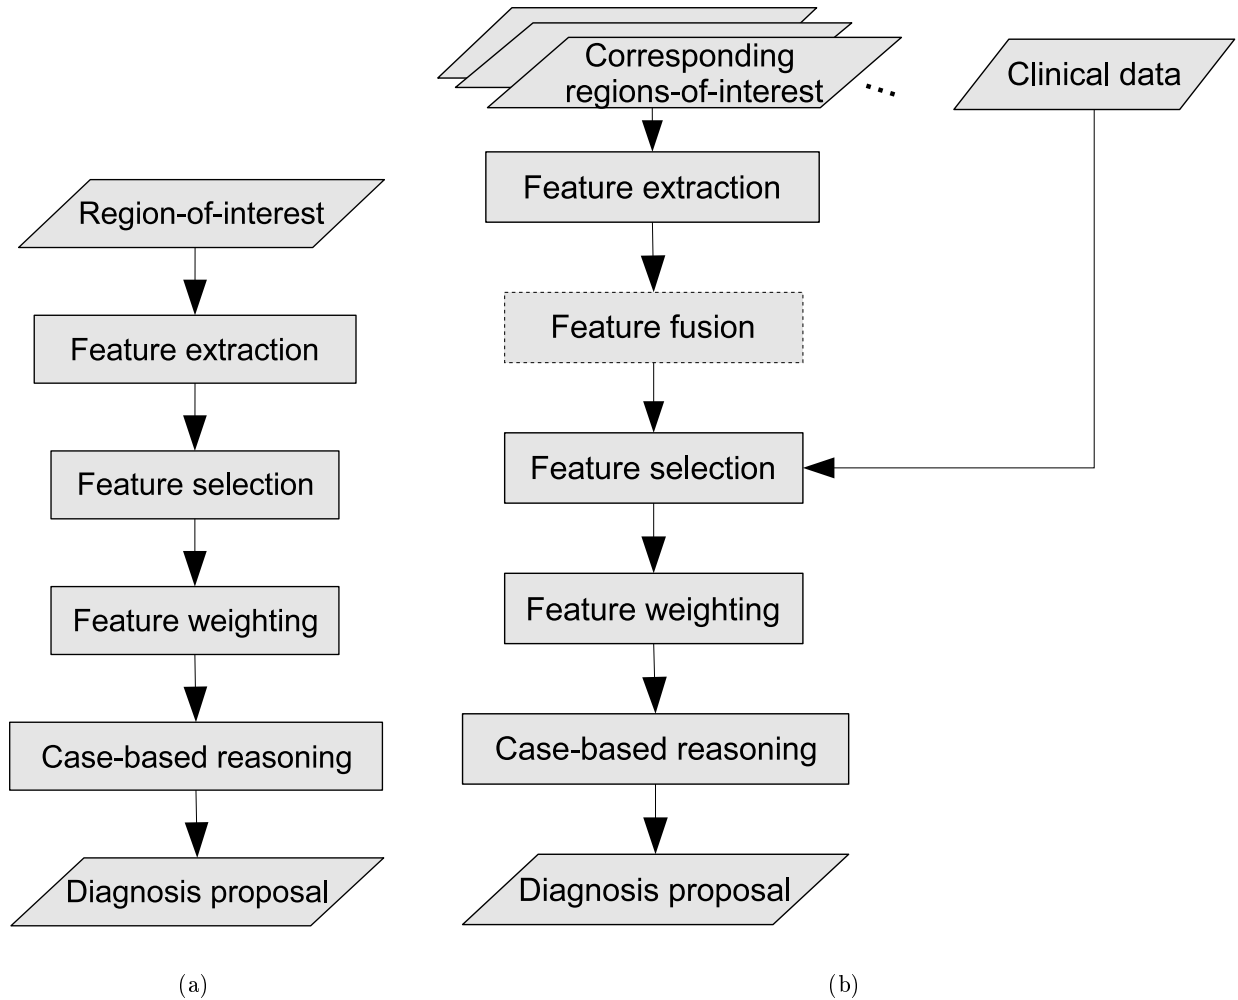 Region-of-interest
Feature extraction
Feature selection
Feature weighting
Case-based reasoning
Diagnosis proposal
(a)
Corresponding
regions-of-interest
...
Clinical data
Feature extraction
Feature fusion
Feature selection
Feature weighting
Case-based reasoning
Diagnosis proposal
(b)